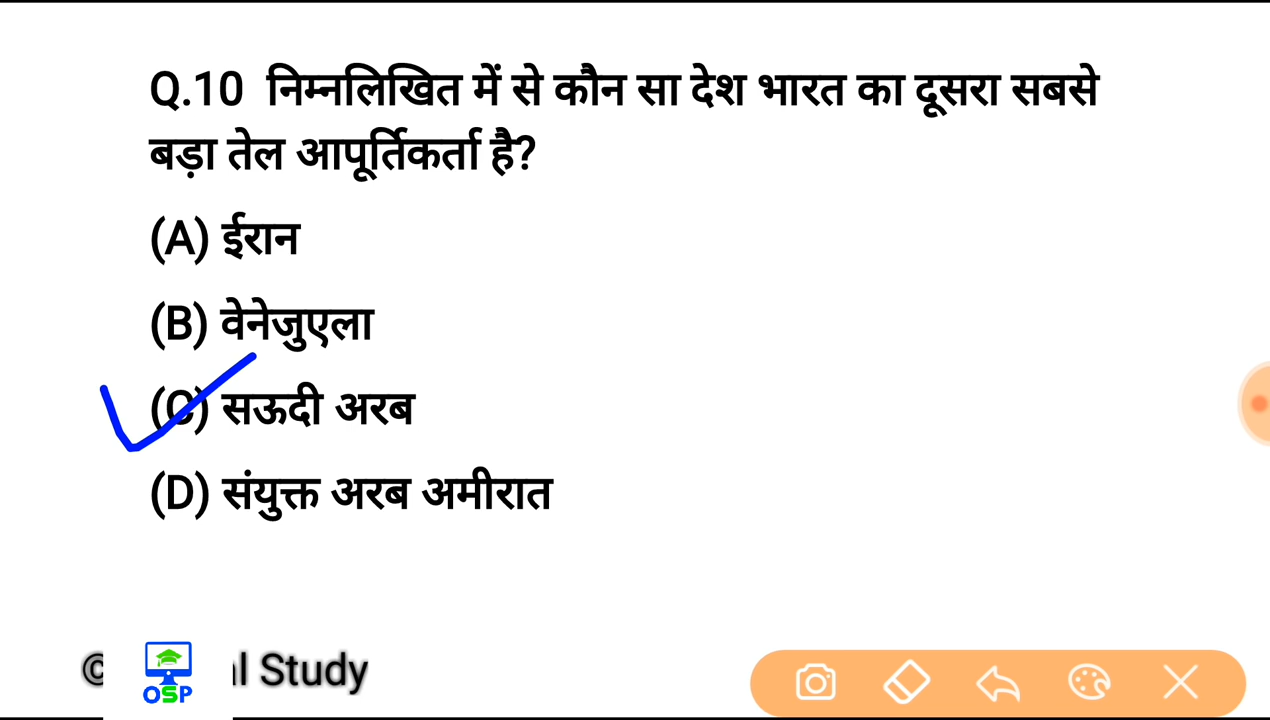 Q.10 निम्नलिखित में से कौन सा देश भारत का दूसरा सबसे
बड़ा तेल आपूर्तिकर्ता है?
(A) ईरान
(B) वेनेजुएला
(C) सऊदी अरब
(D) संयुक्त अरब अमीरात
© l Study
OSP